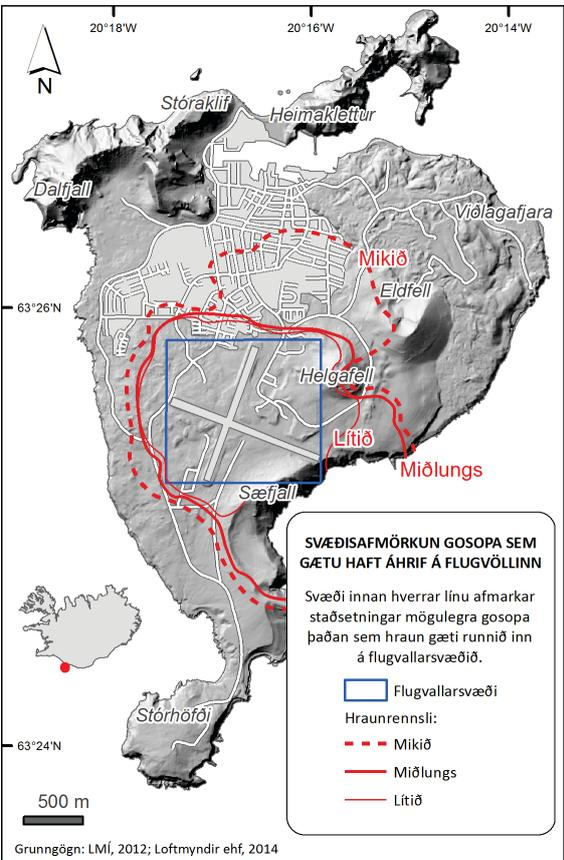 20°18'W
20°16'W
20°14'W
N
Stóraklif
Heimaklettur
Dalfjall
Viðlagafjara
Mikið
Eldfell
63°26'N
Helgafell
Lítið
Miðlungs
Sæfjall
SVÆÐISAFMÖRKUN GOSOPA SEM
GÆTU HAFT ÁHRIF Á FLUGVÖLLINN
Svæði innan hverrar línu afmarkar
staðsetningar mögulegra gosopa
þaðan sem hraun gæti runnið inn
á flugvallarsvæðið.
Flugvallarsvæði
Hraunrennsli:
Mikið
Miðlungs
Lítið
Stórhöfði
63°24'N
500 m
Grunngögn: LMÍ, 2012; Loftmyndir ehf, 2014